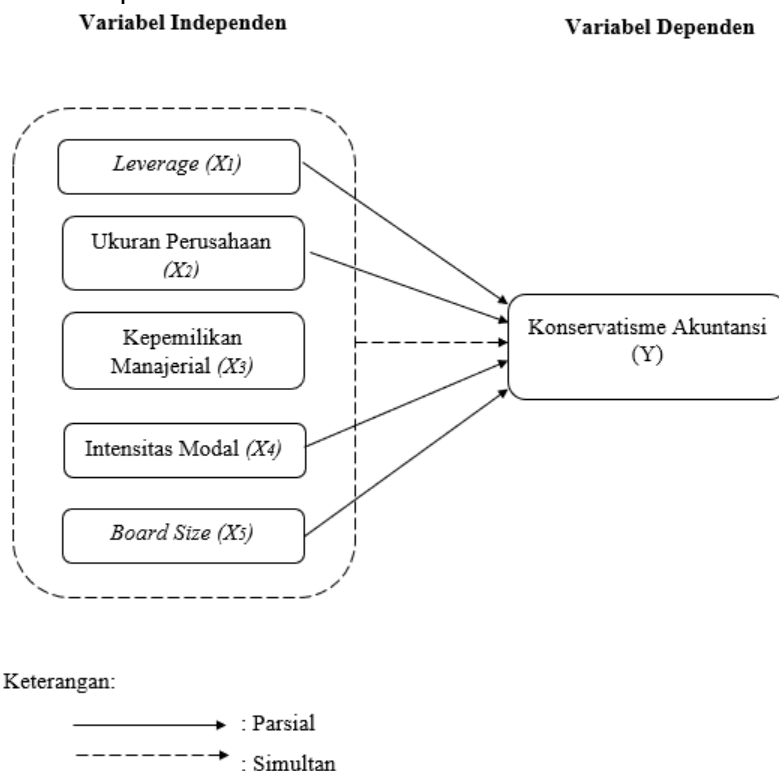 Variabel Independen
Variabel Dependen
Leverage (X1)
Ukuran Perusahaan
(X2)
Kepemilikan
Manajerial (X3)
Intensitas Modal (X4)
Board Size (X5)
Konservatisme Akuntansi
(Y)
Keterangan:
: Parsial
: Simultan